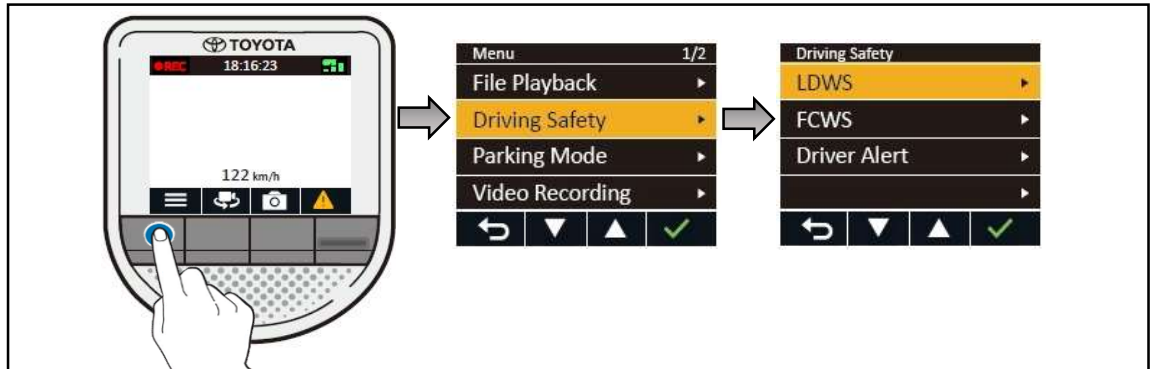 TOYOTA
REC 18:16:23
122 km/h
Menu 1/2
File Playback
Driving Safety
Parking Mode
Video Recording
Driving Safety
LDWS
FCWS
Driver Alert